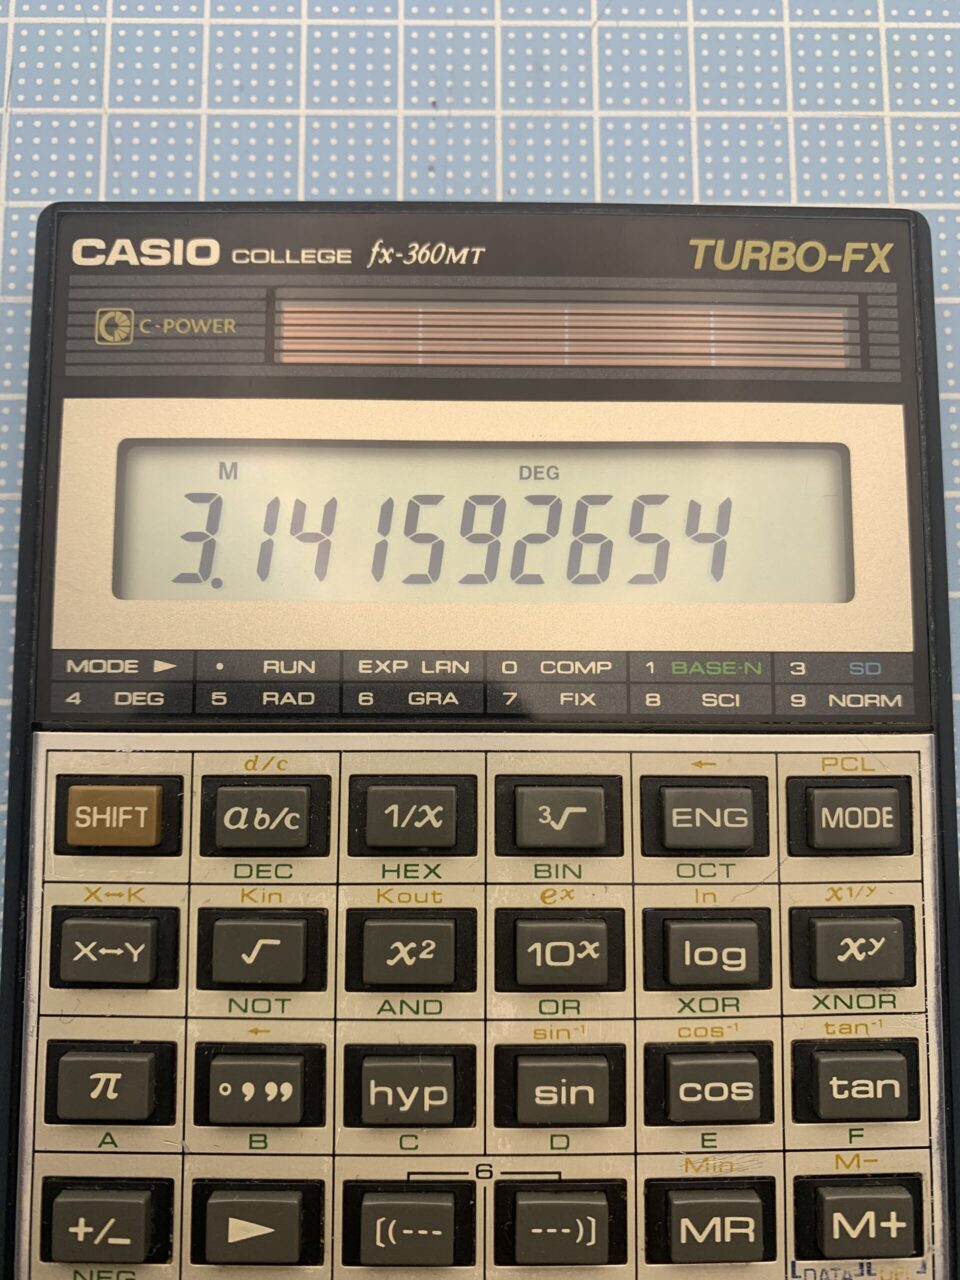 CASIO COLLEGE fx-360MT TURBO-FX
C-POWER
M DEG
3.141592654
MODE ► • RUN EXP LRN 0 COMP 1 BASE-N 3 SD
4 DEG 5 RAD 6 GRA 7 FIX 8 SCI 9 NORM
d/c ← PCL
SHIFT ab/c 1/x 3√ ENG MODE
DEC HEX BIN OCT
X↔K Kin Kout ex ln x1/y
X↔Y √ x2 10x log xy
NOT AND OR XOR XNOR
← sin-1 cos-1 tan-1
π °,,, hyp sin cos tan
A B C D E F
6 Min M−
+/− ► [(--- ---)] MR M+
NEG DATA DEL